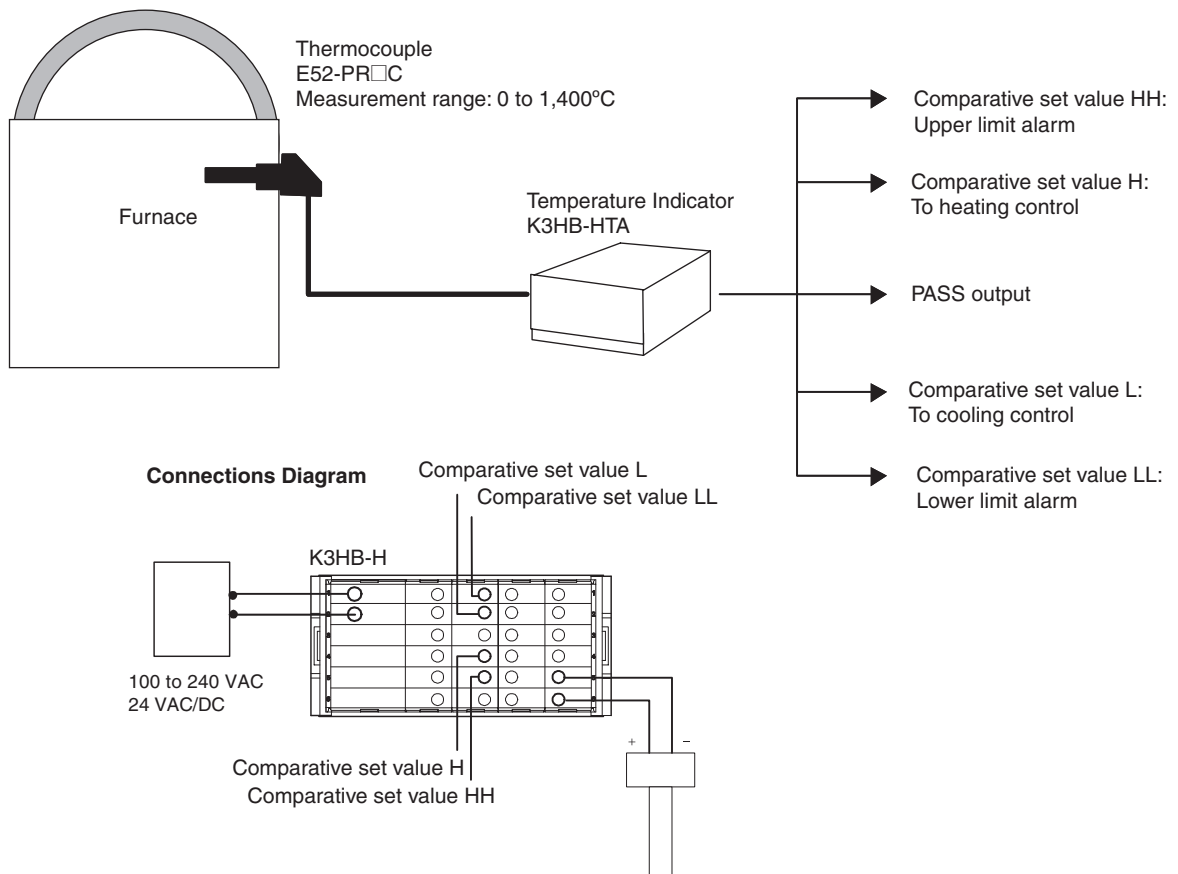 Thermocouple
E52-PR□C
Measurement range: 0 to 1,400°C
Furnace
Temperature Indicator
K3HB-HTA
Comparative set value HH:
Upper limit alarm
Comparative set value H:
To heating control
PASS output
Comparative set value L:
To cooling control
Comparative set value LL:
Lower limit alarm
Connections Diagram
Comparative set value L
Comparative set value LL
K3HB-H
100 to 240 VAC
24 VAC/DC
Comparative set value H
Comparative set value HH
+ −